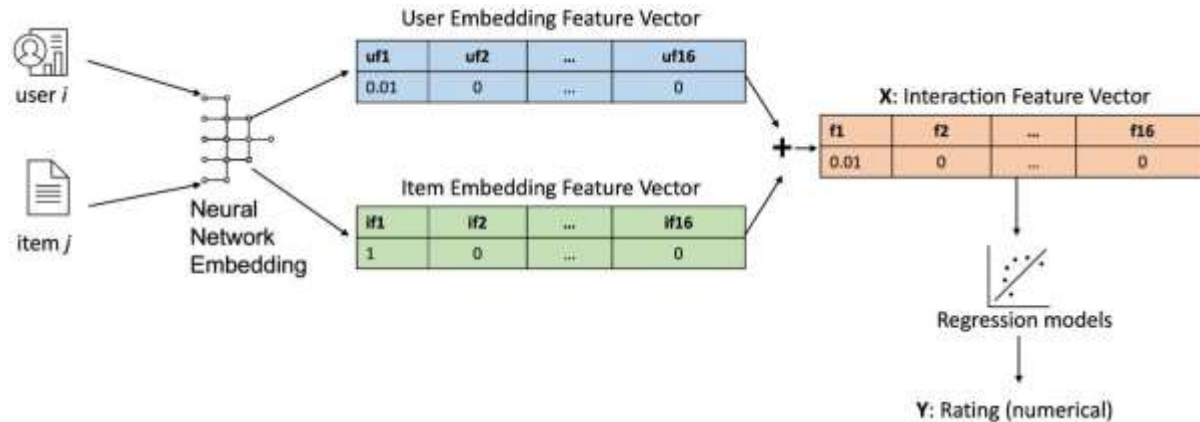 user i
item j
Neural
Network
Embedding
User Embedding Feature Vector
uf1 uf2 ... uf16
0.01 0 ... 0
Item Embedding Feature Vector
if1 if2 ... if16
1 0 ... 0
+
X: Interaction Feature Vector
f1 f2 ... f16
0.01 0 ... 0
Regression models
Y: Rating (numerical)